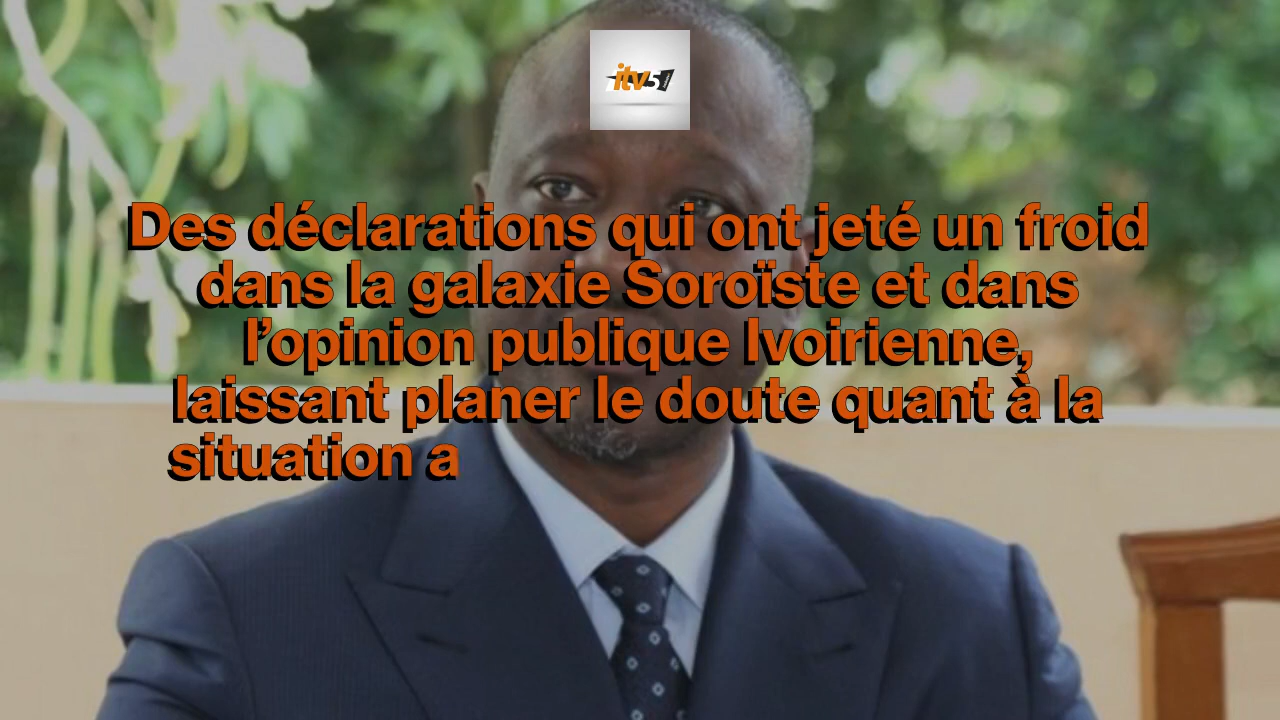 itv5
Des déclarations qui ont jeté un froid
dans la galaxie Soroïste et dans
l’opinion publique Ivoirienne,
laissant planer le doute quant à la
situation a